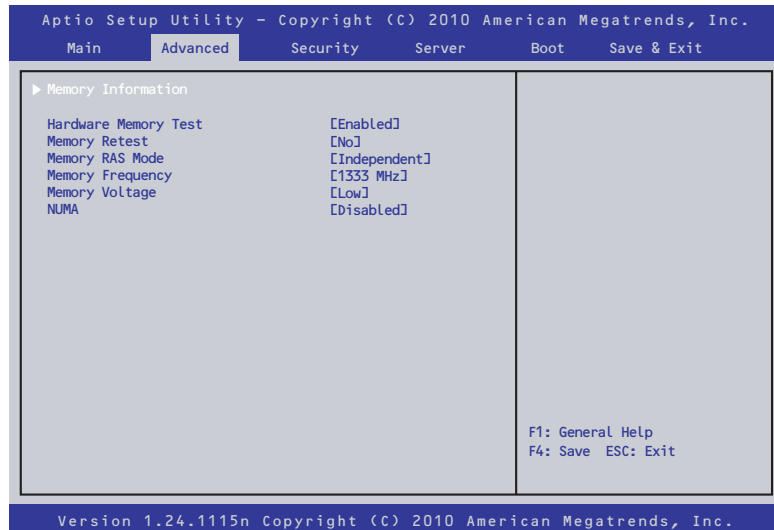 Aptio Setup Utility – Copyright (C) 2010 American Megatrends, Inc.
Main Advanced Security Server Boot Save & Exit
Memory Information
Hardware Memory Test [Enabled]
Memory Retest [No]
Memory RAS Mode [Independent]
Memory Frequency [1333 MHz]
Memory Voltage [Low]
NUMA [Disabled]
F1: General Help
F4: Save ESC: Exit
Version 1.24.1115n Copyright (C) 2010 American Megatrends, Inc.